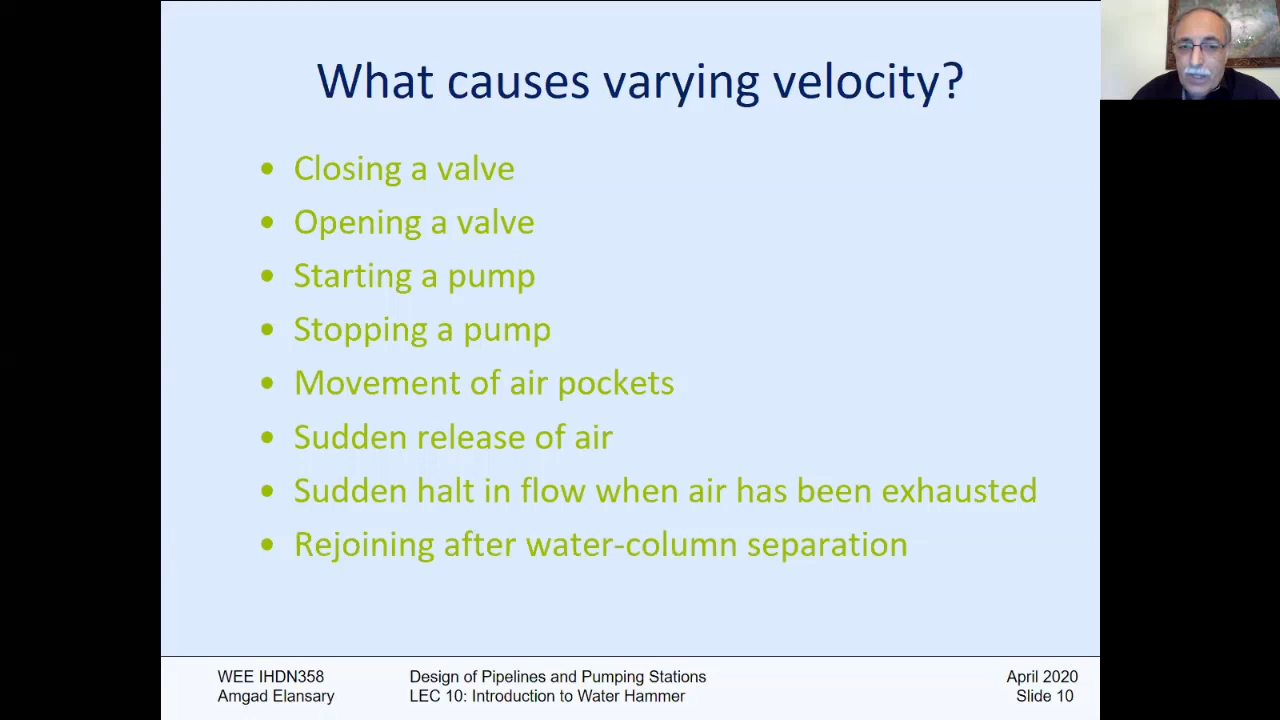 What causes varying velocity?
• Closing a valve
• Opening a valve
• Starting a pump
• Stopping a pump
• Movement of air pockets
• Sudden release of air
• Sudden halt in flow when air has been exhausted
• Rejoining after water-column separation
WEE IHDN358 Design of Pipelines and Pumping Stations April 2020
Amgad Elansary LEC 10: Introduction to Water Hammer Slide 10